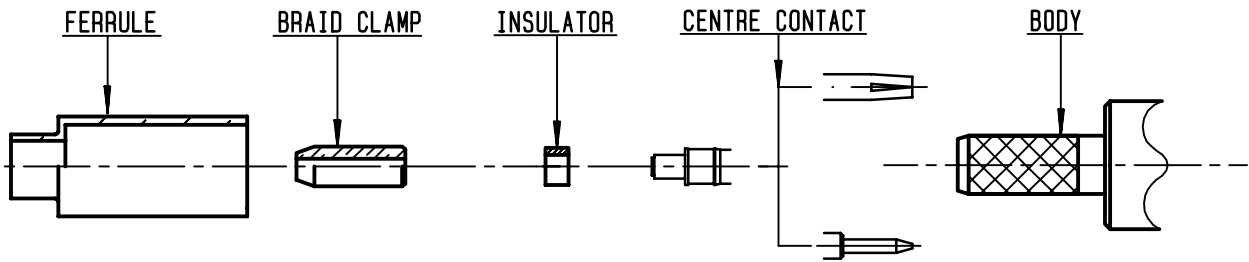 FERRULE
BRAID CLAMP
INSULATOR
CENTRE CONTACT
BODY